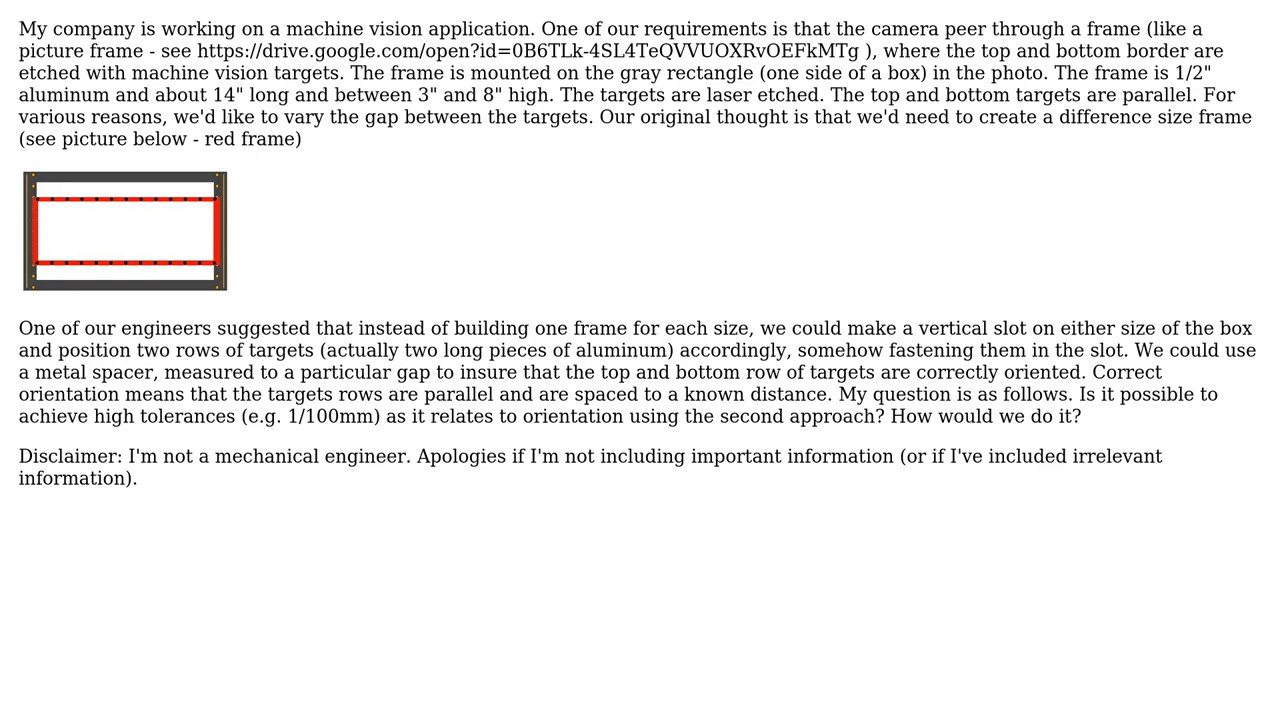 My company is working on a machine vision application. One of our requirements is that the camera peer through a frame (like a
picture frame - see https://drive.google.com/open?id=0B6TLk-4SL4TeQVVUOXRvOEFkMTg ), where the top and bottom border are
etched with machine vision targets. The frame is mounted on the gray rectangle (one side of a box) in the photo. The frame is 1/2"
aluminum and about 14" long and between 3" and 8" high. The targets are laser etched. The top and bottom targets are parallel. For
various reasons, we'd like to vary the gap between the targets. Our original thought is that we'd need to create a difference size frame
(see picture below - red frame)
One of our engineers suggested that instead of building one frame for each size, we could make a vertical slot on either size of the box
and position two rows of targets (actually two long pieces of aluminum) accordingly, somehow fastening them in the slot. We could use
a metal spacer, measured to a particular gap to insure that the top and bottom row of targets are correctly oriented. Correct
orientation means that the targets rows are parallel and are spaced to a known distance. My question is as follows. Is it possible to
achieve high tolerances (e.g. 1/100mm) as it relates to orientation using the second approach? How would we do it?
Disclaimer: I'm not a mechanical engineer. Apologies if I'm not including important information (or if I've included irrelevant
information).